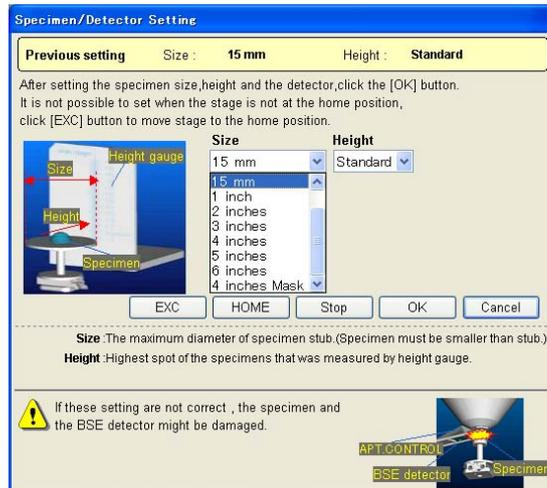 Specimen/Detector Setting
Previous setting Size : 15 mm Height : Standard
After setting the specimen size,height and the detector,click the [OK] button.
It is not possible to set when the stage is not at the home position,
click [EXC] button to move stage to the home position.
Size Height
15 mm Standard
15 mm
1 inch
2 inches
3 inches
4 inches
5 inches
6 inches
4 inches Mask
Height gauge
Size
Height
Specimen
EXC HOME Stop OK Cancel
Size :The maximum diameter of specimen stub.(Specimen must be smaller than stub.)
Height :Highest spot of the specimens that was measured by height gauge.
If these setting are not correct , the specimen and
the BSE detector might be damaged.
APT.CONTROL
BSE detector Specimen